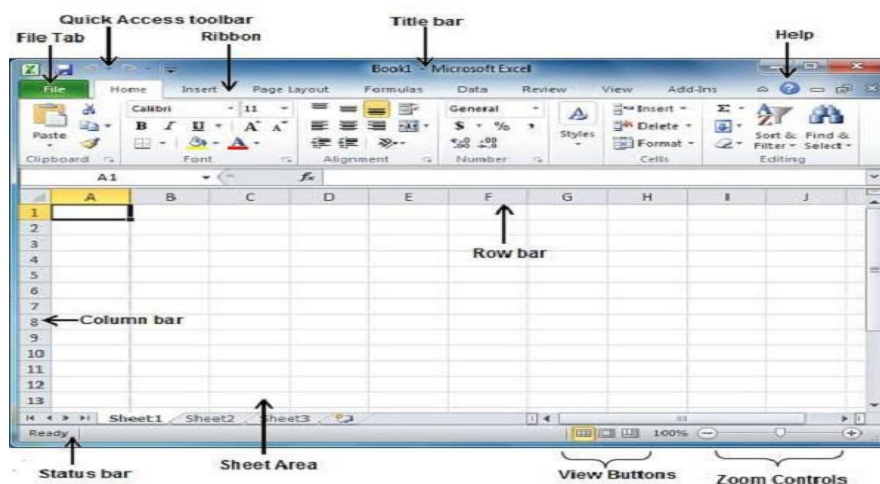 Quick Access toolbar
Title bar
File Tab
Ribbon
Help
Book1 - Microsoft Excel
File Home Insert Page Layout Formulas Data Review View Add-Ins
Calibri 11 General Insert
Paste B I U A A $ % , Styles Delete Sort & Find &
Format Filter Select
Clipboard Font Alignment Number Cells Editing
A1 fx
A B C D E F G H I J
1
2
3
4 Row bar
5
6
7
8 Column bar
9
10
11
12
13
Sheet1 Sheet2 Sheet3
Ready 100%
Status bar
Sheet Area
View Buttons
Zoom Controls